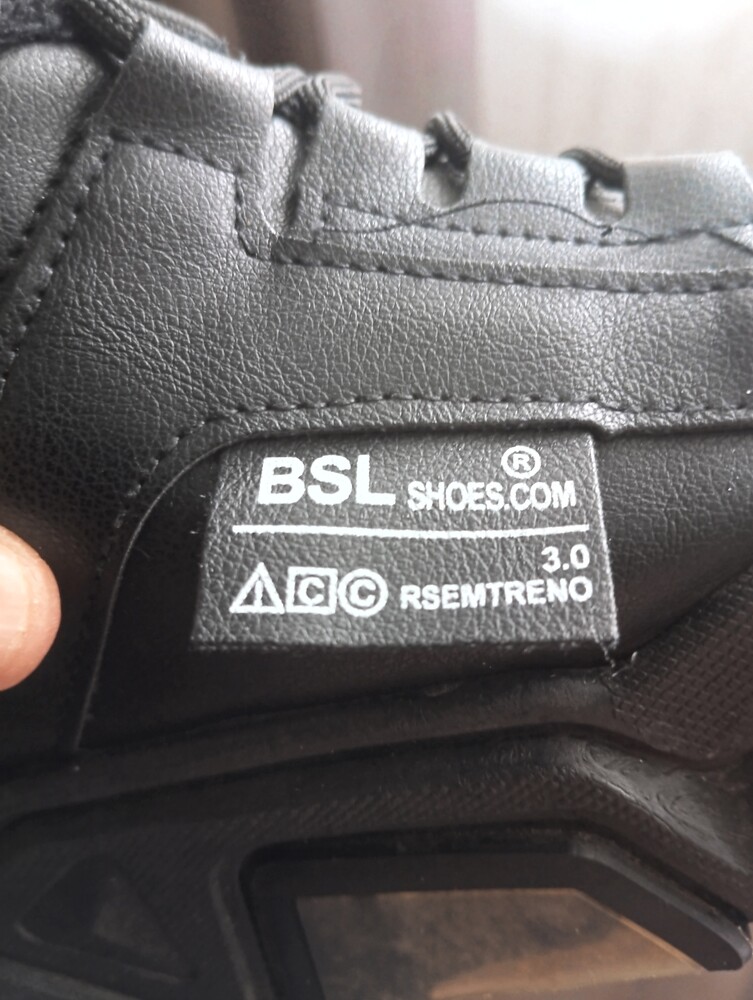 BSL SHOES.COM ®
3.0
⚠ 🄲 © RSEMTRENO